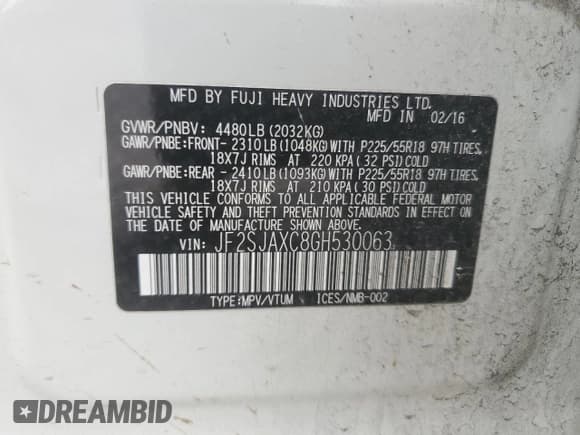 MFD BY FUJI HEAVY INDUSTRIES LTD.
MFD IN 02/16
GVWR/PNBV: 4480LB(2032KG)
GAWR/PNBE:FRONT- 2310LB(1048KG)WITH P225/55R18 97H TIRES,
18X7J RIMS AT 220 KPA(32 PSI)COLD
GAWR/PNBE:REAR - 2410LB(1093KG)WITH P225/55R18 97H TIRES,
18X7J RIMS AT 210 KPA(30 PSI)COLD
THIS VEHICLE CONFORMS TO ALL APPLICABLE FEDERAL MOTOR
VEHICLE SAFETY AND BUMPER STANDARDS IN EFFECT ON
THE DATE OF MANUFACTURE SHOWN ABOVE.
VIN: JF2SJAXC8GH530063
TYPE:MPV/VTUM ICES/NMB-002
DREAMBID